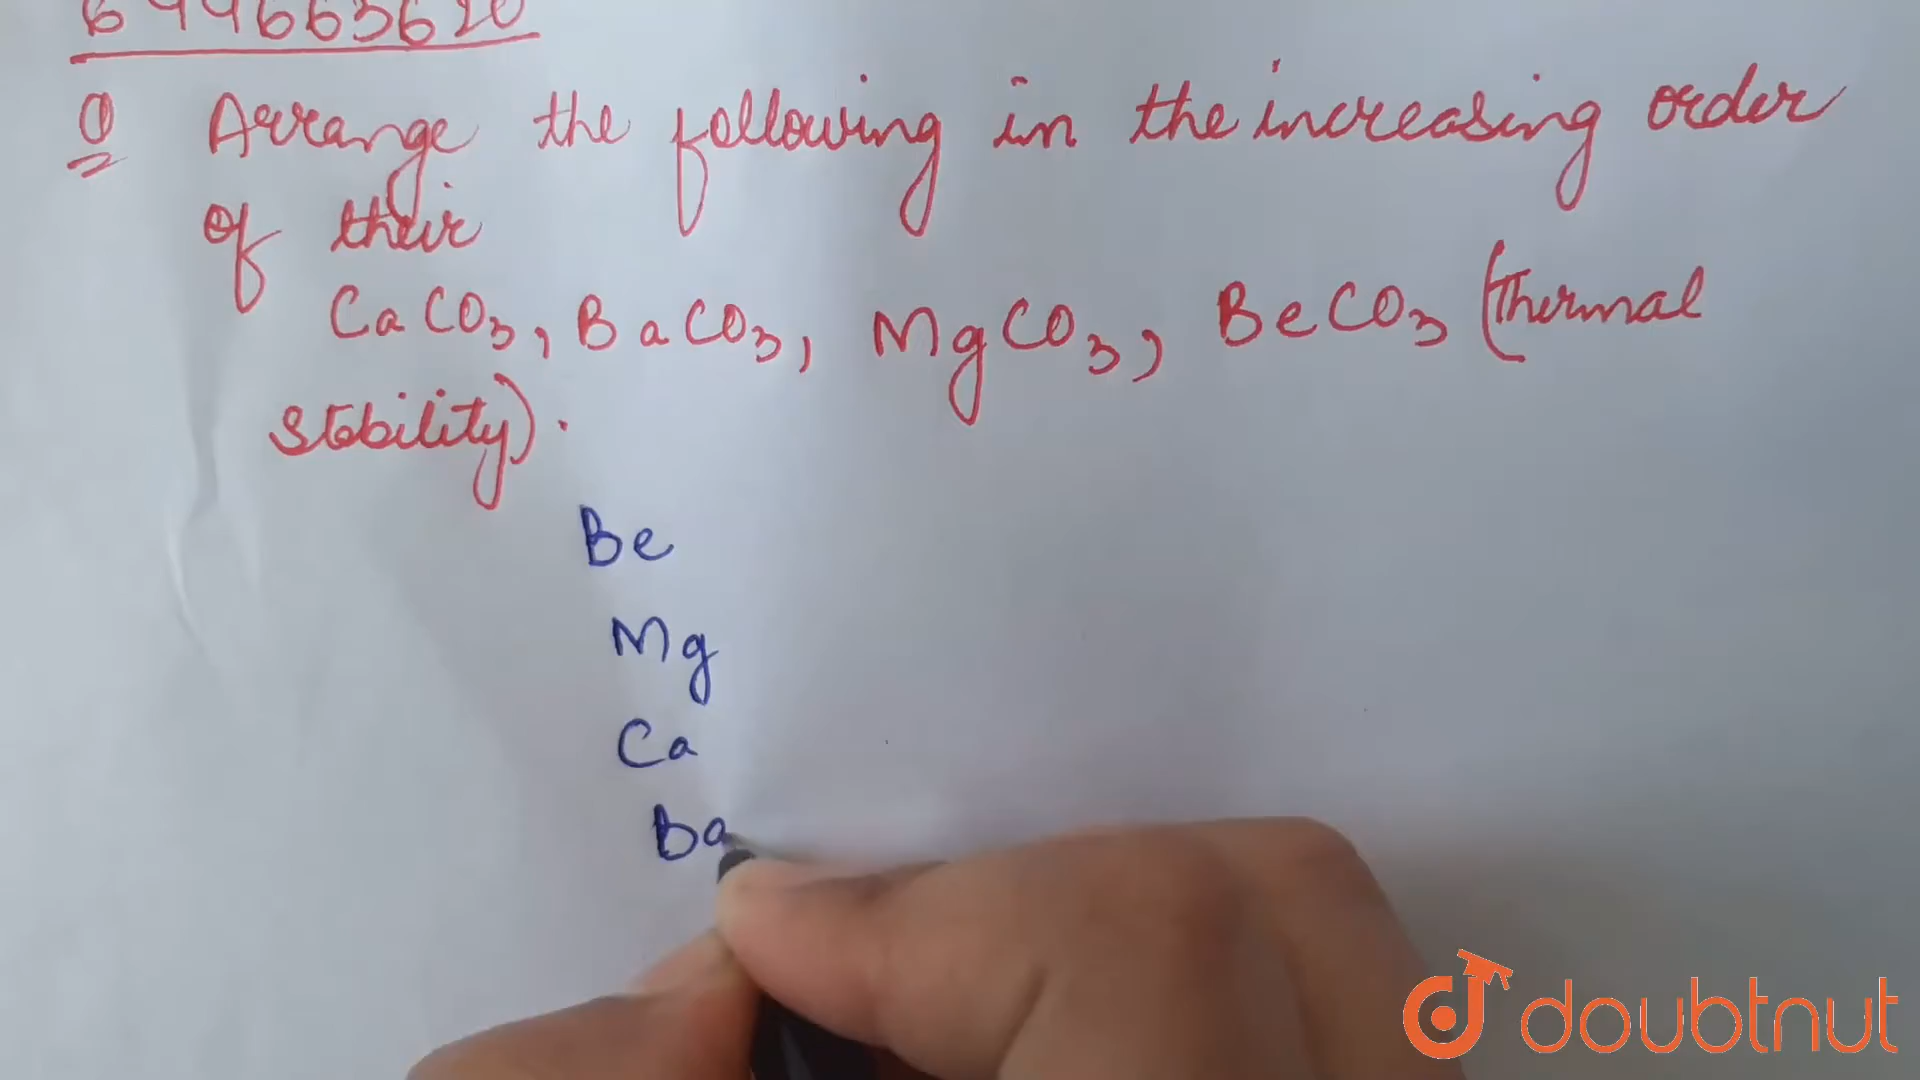 Q Arrange the following in the increasing order
of their
CaCO3, BaCO3, MgCO3, BeCO3 (Thermal
stability).
Be
Mg
Ca
Ba
doubtnut